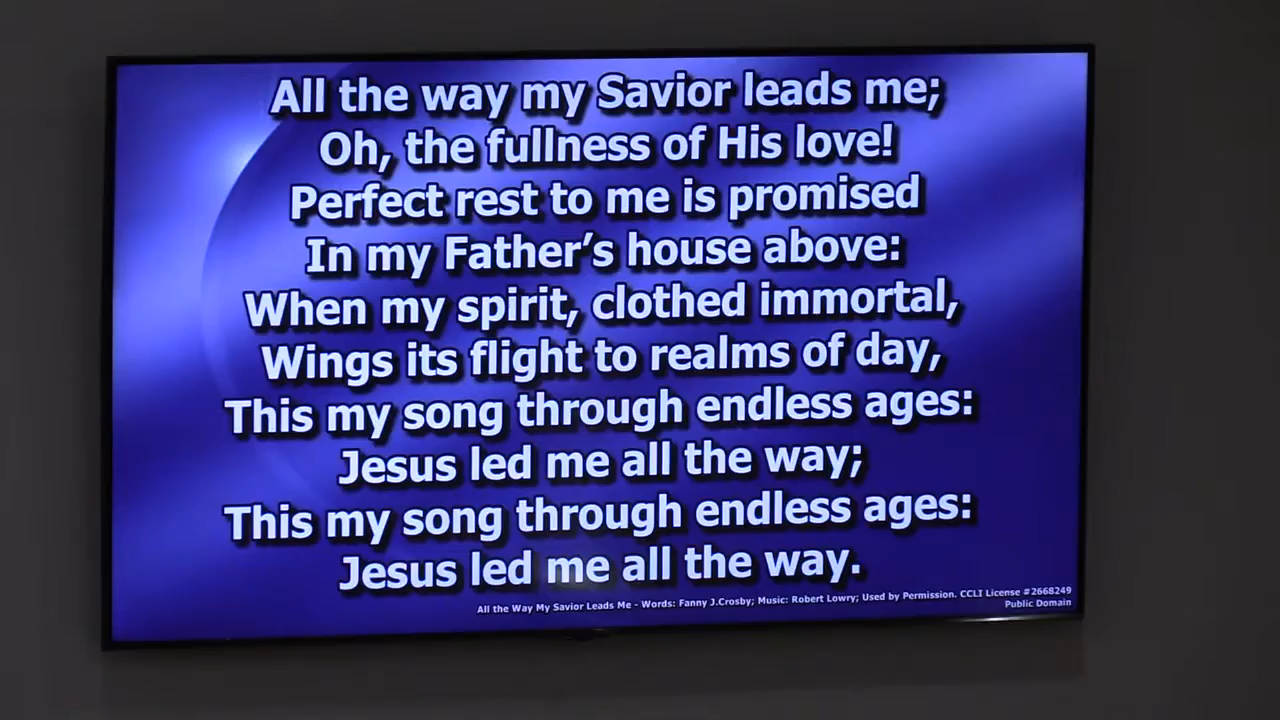 All the way my Savior leads me;
Oh, the fullness of His love!
Perfect rest to me is promised
In my Father's house above:
When my spirit, clothed immortal,
Wings its flight to realms of day,
This my song through endless ages:
Jesus led me all the way;
This my song through endless ages:
Jesus led me all the way.
All the Way My Savior Leads Me - Words: Fanny J.Crosby; Music: Robert Lowry; Used by Permission. CCLI License #2668249
Public Domain